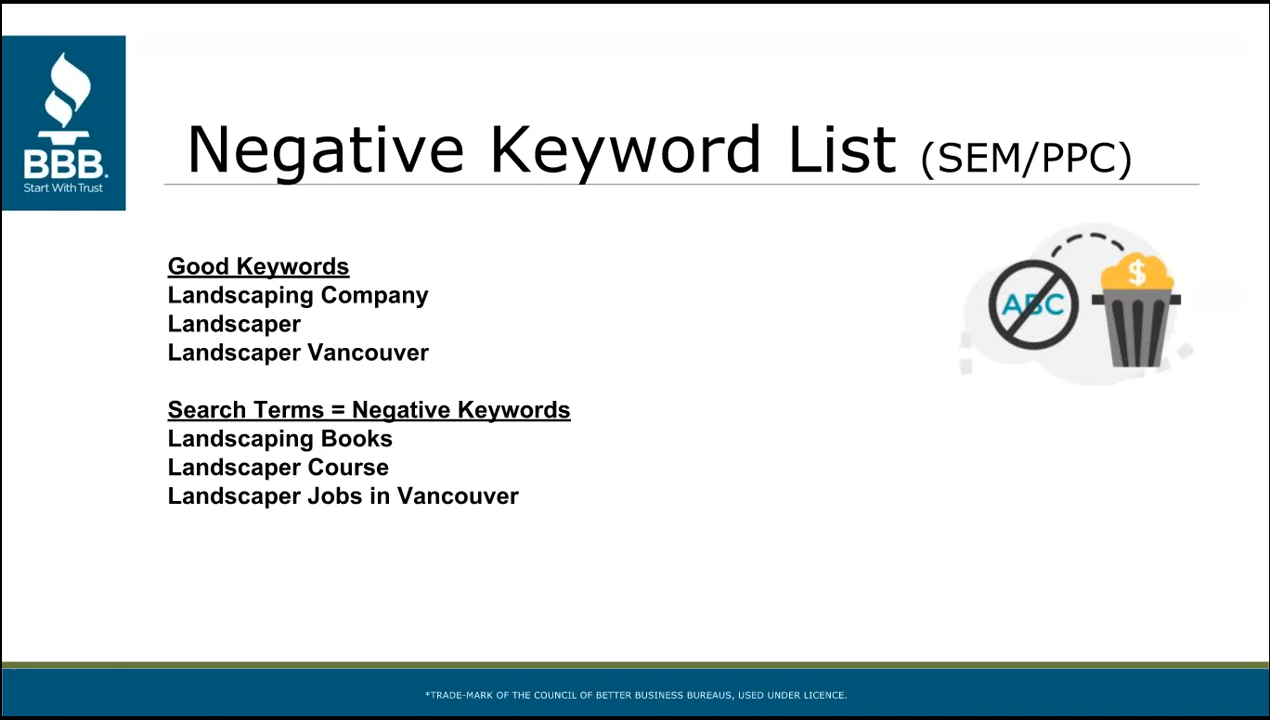 BBB.
Start With Trust
Negative Keyword List (SEM/PPC)
Good Keywords
Landscaping Company
Landscaper
Landscaper Vancouver
Search Terms = Negative Keywords
Landscaping Books
Landscaper Course
Landscaper Jobs in Vancouver
ABC
$
*TRADE-MARK OF THE COUNCIL OF BETTER BUSINESS BUREAUS, USED UNDER LICENCE.